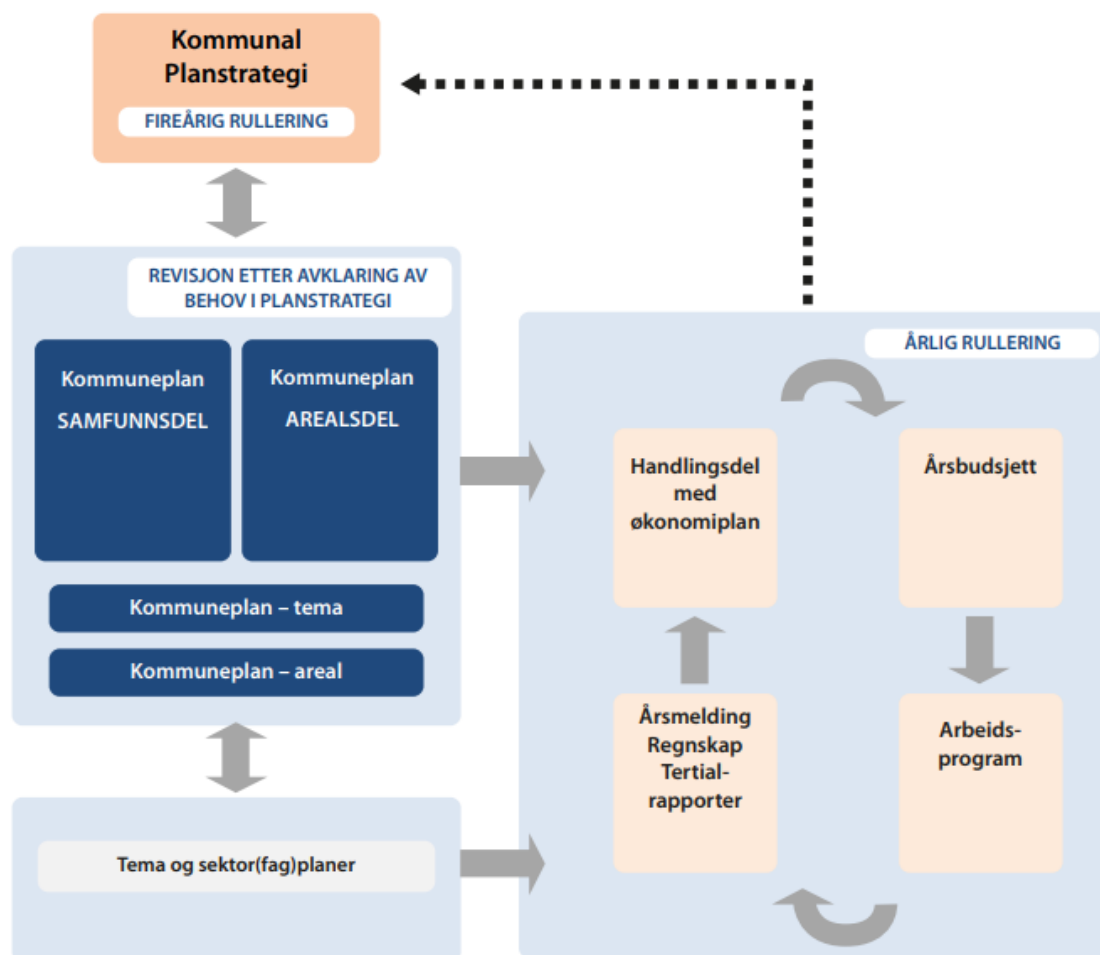 Kommunal
Planstrategi
FIREÅRIG RULLERING
REVISJON ETTER AVKLARING AV
BEHOV I PLANSTRATEGI
Kommuneplan
SAMFUNNSDEL
Kommuneplan
AREALSDEL
Kommuneplan – tema
Kommuneplan – areal
Tema og sektor(fag)planer
ÅRLIG RULLERING
Handlingsdel
med
økonomiplan
Årsbudsjett
Årsmelding
Regnskap
Tertial-
rapporter
Arbeids-
program